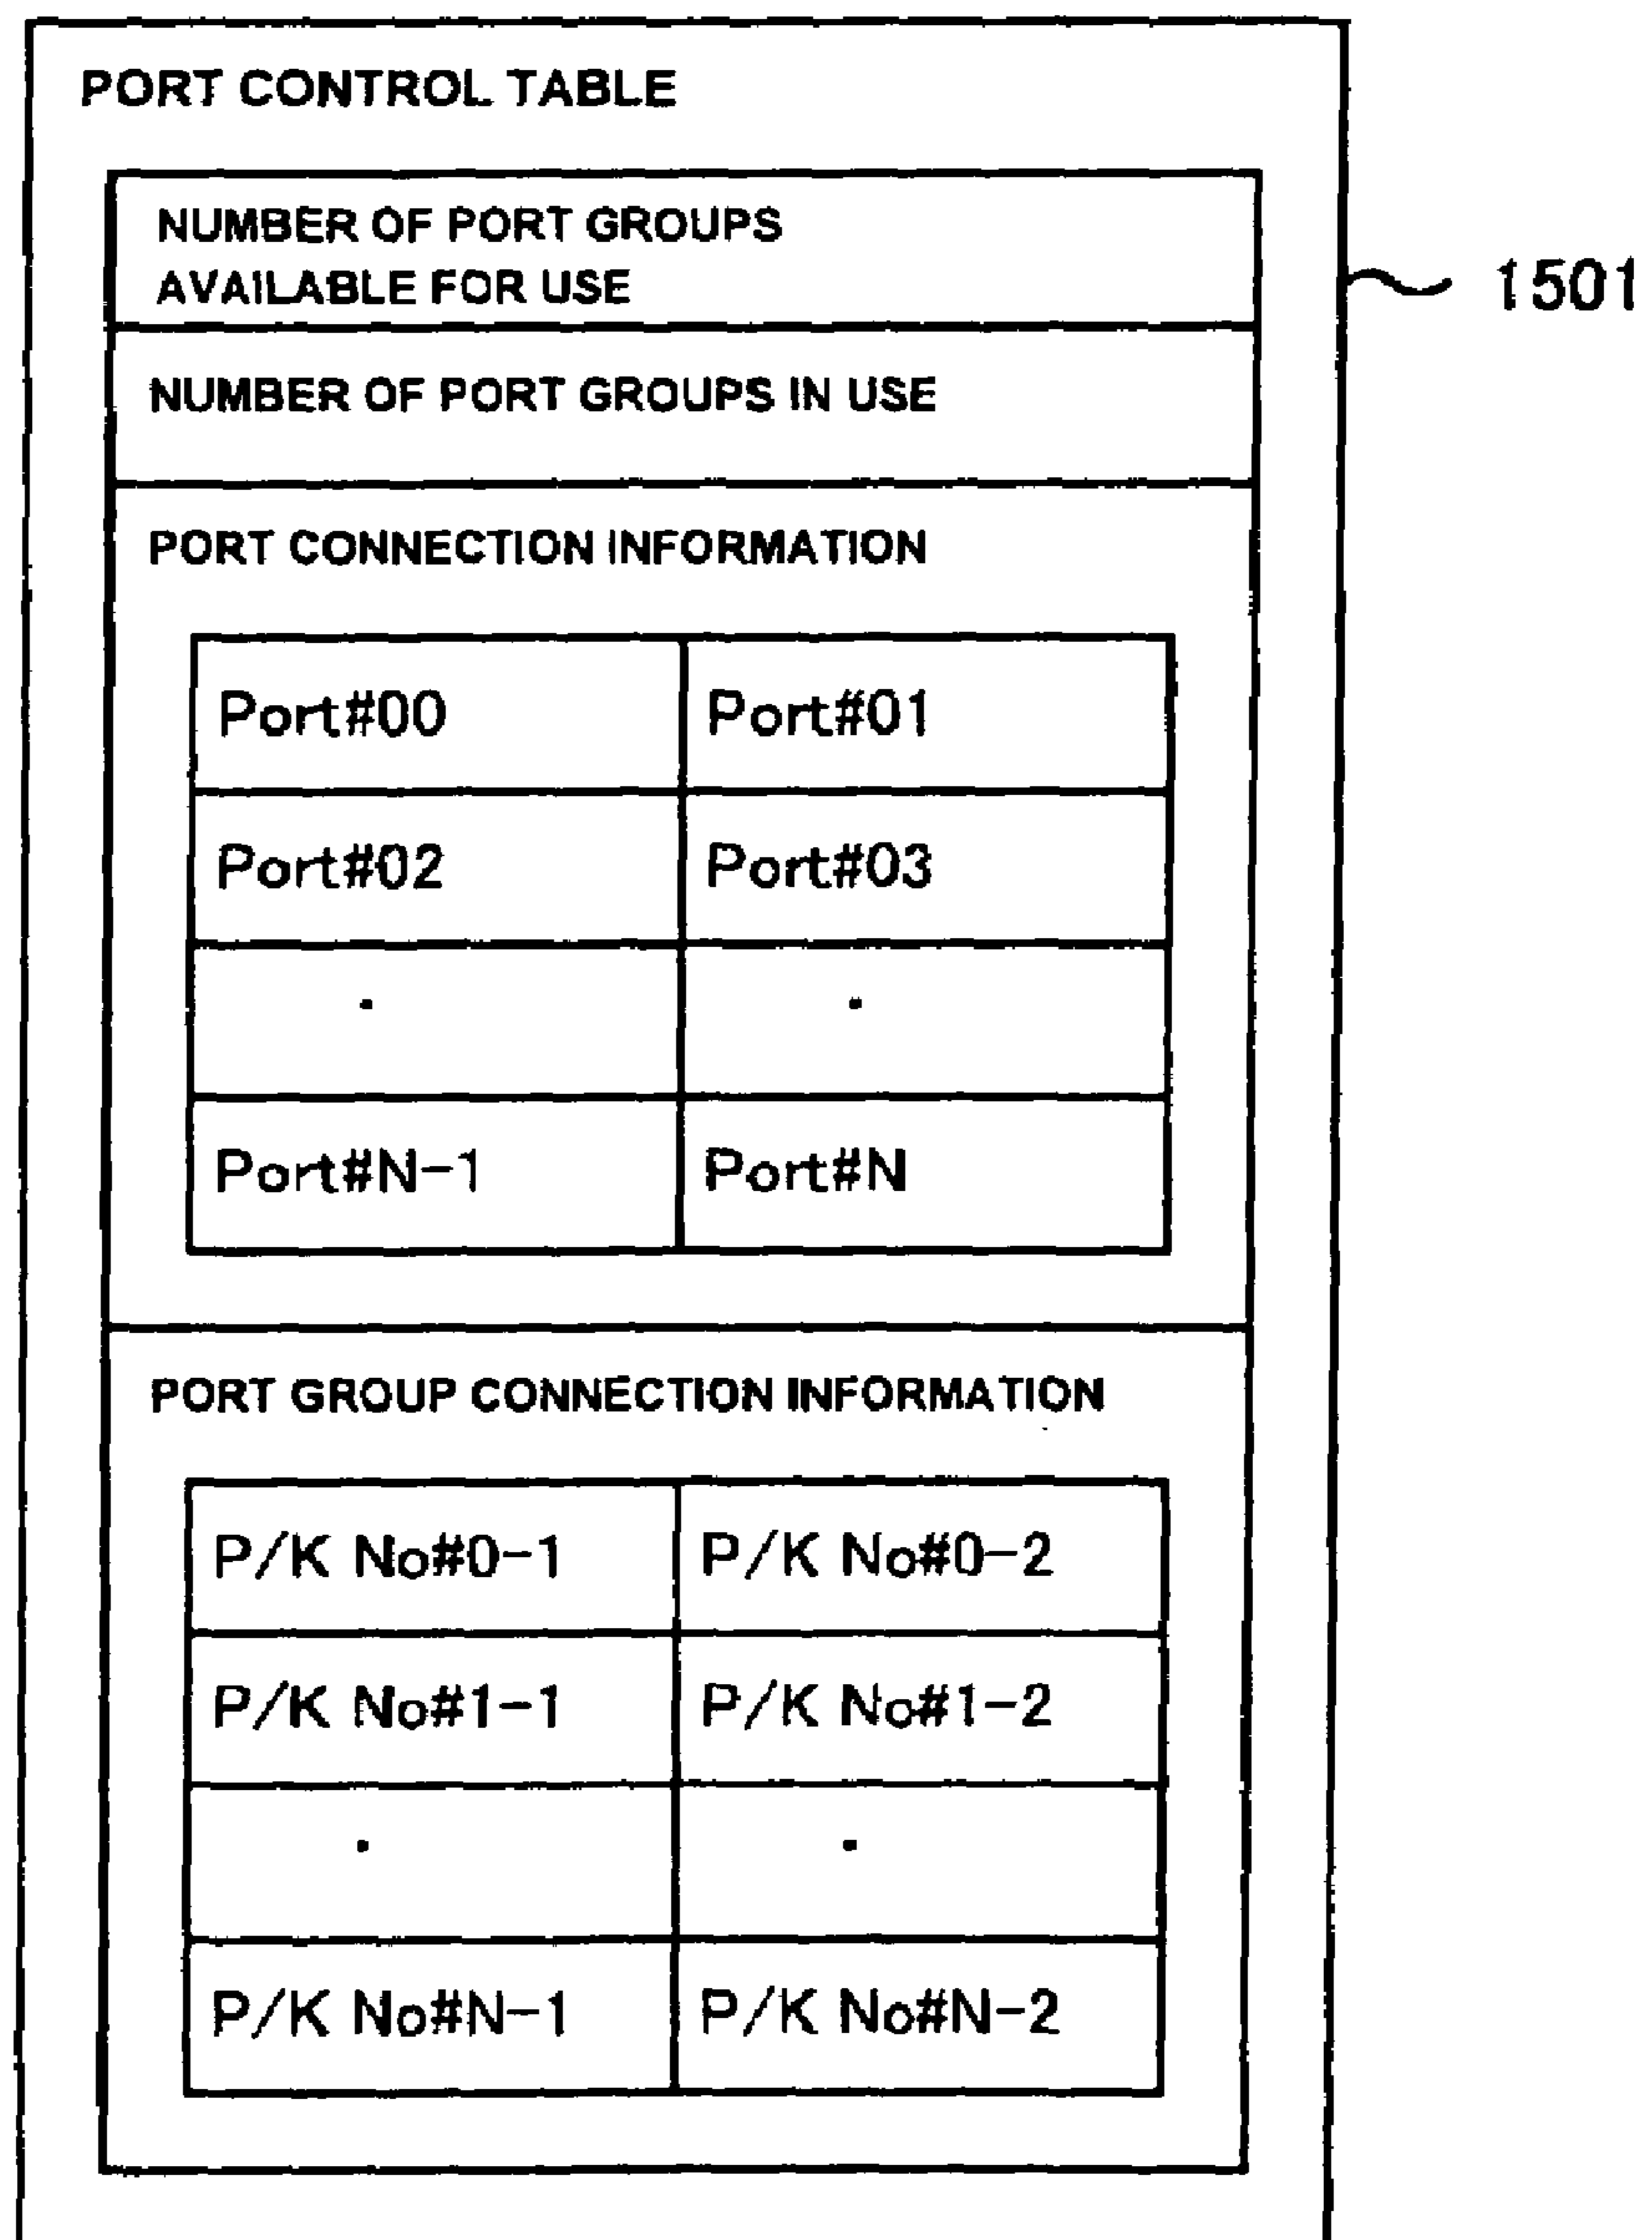 PORT CONTROL TABLE
NUMBER OF PORT GROUPS
AVAILABLE FOR USE
1501
NUMBER OF PORT GROUPS IN USE
PORT CONNECTION INFORMATION
Port#00 Port#01
Port#02 Port#03
. .
Port#N-1 Port#N
PORT GROUP CONNECTION INFORMATION
P/K No#0-1 P/K No#0-2
P/K No#1-1 P/K No#1-2
. .
P/K No#N-1 P/K No#N-2